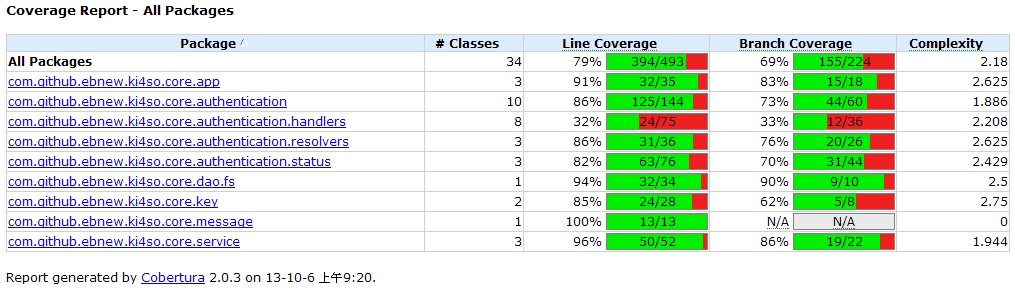 Coverage Report - All Packages
Package # Classes Line Coverage Branch Coverage Complexity
All Packages 34 79% 394/493 69% 155/224 2.18
com.github.ebnew.ki4so.core.app 3 91% 32/35 83% 15/18 2.625
com.github.ebnew.ki4so.core.authentication 10 86% 125/144 73% 44/60 1.886
com.github.ebnew.ki4so.core.authentication.handlers 8 32% 24/75 33% 12/36 2.208
com.github.ebnew.ki4so.core.authentication.resolvers 3 86% 31/36 76% 20/26 2.625
com.github.ebnew.ki4so.core.authentication.status 3 82% 63/76 70% 31/44 2.429
com.github.ebnew.ki4so.core.dao.fs 1 94% 32/34 90% 9/10 2.5
com.github.ebnew.ki4so.core.key 2 85% 24/28 62% 5/8 2.75
com.github.ebnew.ki4so.core.message 1 100% 13/13 N/A N/A 0
com.github.ebnew.ki4so.core.service 3 96% 50/52 86% 19/22 1.944
Report generated by Cobertura 2.0.3 on 13-10-6 上午9:20.